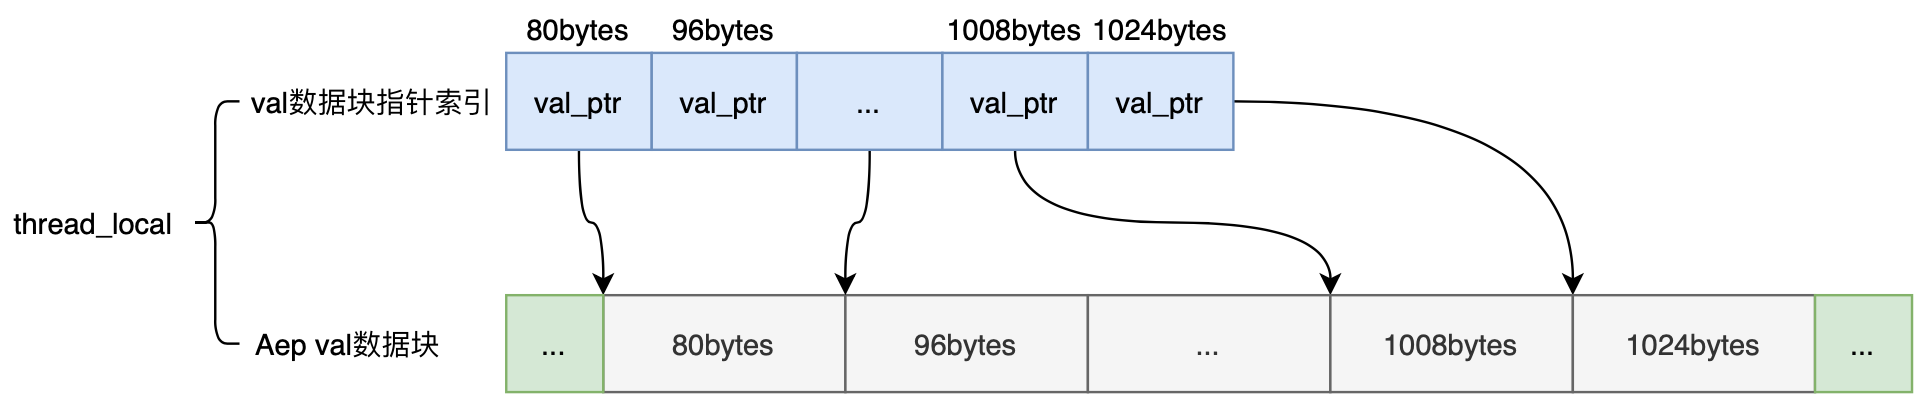 80bytes 96bytes 1008bytes 1024bytes
val数据块指针索引 val_ptr val_ptr ... val_ptr val_ptr
thread_local
Aep val数据块 ... 80bytes 96bytes ... 1008bytes 1024bytes ...